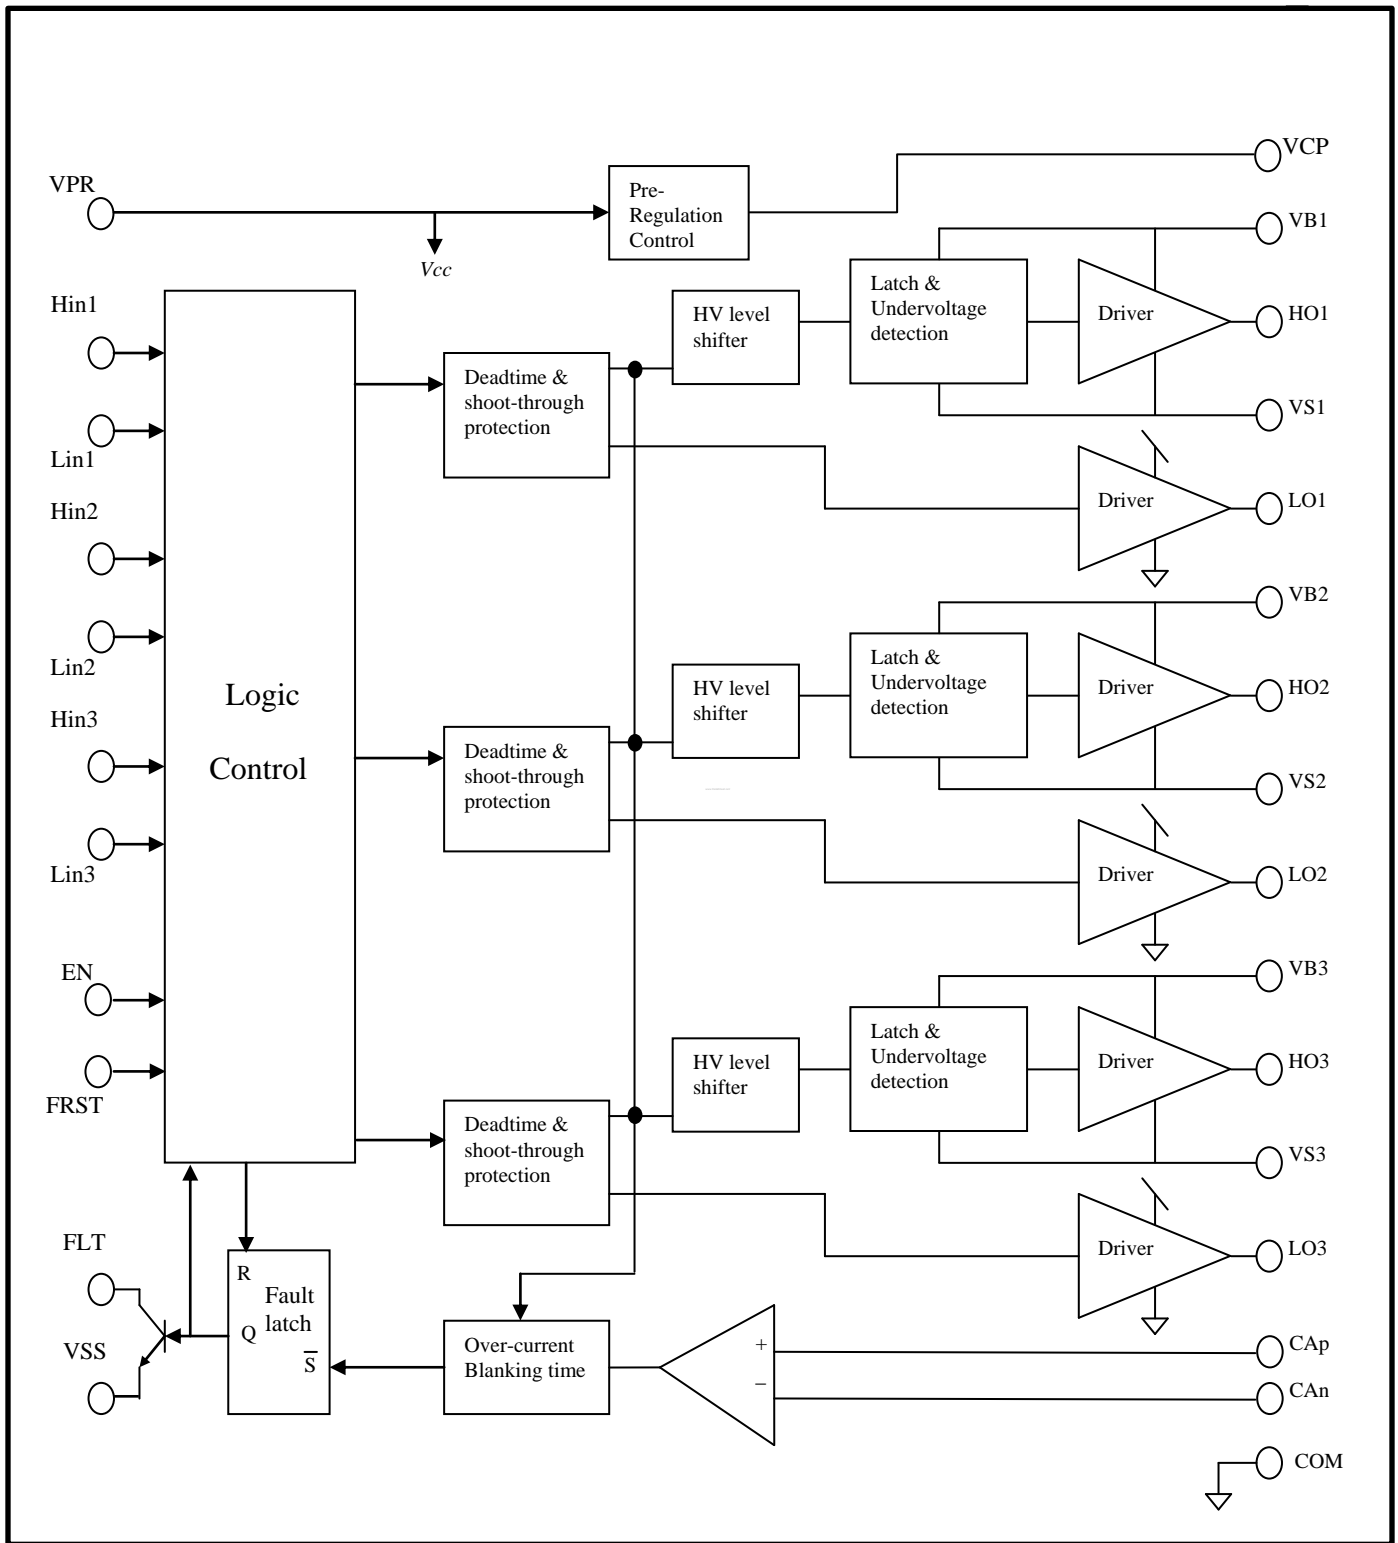 VCP
VPR
Pre-
Regulation
Control
Vcc
VB1
Hin1
HV level
shifter
Latch &
Undervoltage
detection
Driver
HO1
Deadtime &
shoot-through
protection
VS1
Lin1
Driver
LO1
Hin2
VB2
Lin2
HV level
shifter
Latch &
Undervoltage
detection
Driver
HO2
Logic
Control
Hin3
Deadtime &
shoot-through
protection
VS2
Lin3
Driver
LO2
EN
VB3
HV level
shifter
Latch &
Undervoltage
detection
Driver
HO3
FRST
Deadtime &
shoot-through
protection
VS3
FLT
Driver
LO3
R
Fault
latch
Q
S̅
VSS
Over-current
Blanking time
+
−
CAp
CAn
COM